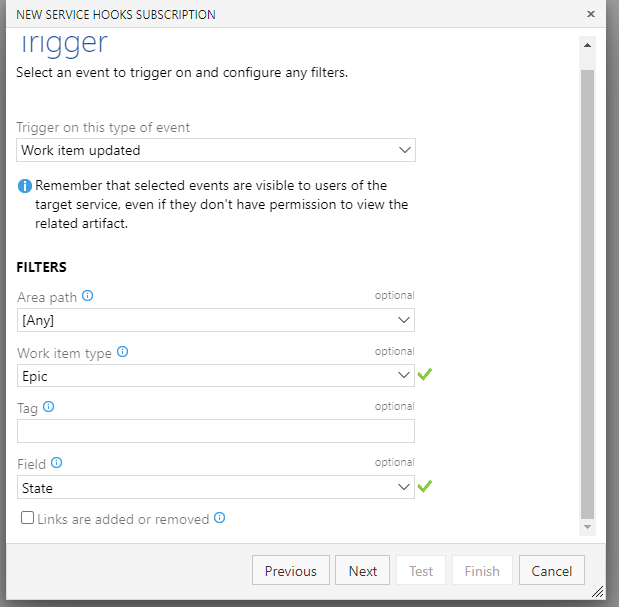 NEW SERVICE HOOKS SUBSCRIPTION
Trigger
Select an event to trigger on and configure any filters.
Trigger on this type of event
Work item updated
Remember that selected events are visible to users of the
target service, even if they don't have permission to view the
related artifact.
FILTERS
Area path optional
[Any]
Work item type optional
Epic
Tag optional
Field optional
State
Links are added or removed
Previous Next Test Finish Cancel